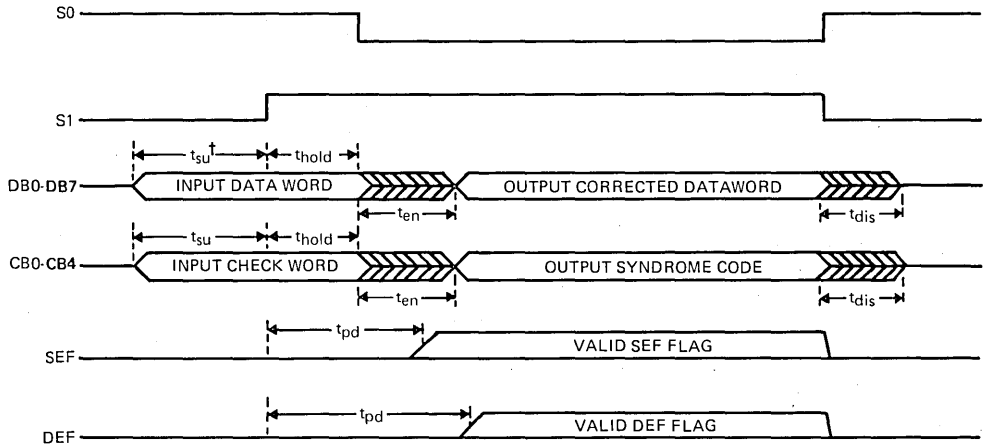 S0
S1
tsu† thold
DB0-DB7 INPUT DATA WORD OUTPUT CORRECTED DATAWORD
ten tdis
tsu thold
CB0-CB4 INPUT CHECK WORD OUTPUT SYNDROME CODE
ten tdis
tpd
SEF VALID SEF FLAG
tpd
DEF VALID DEF FLAG